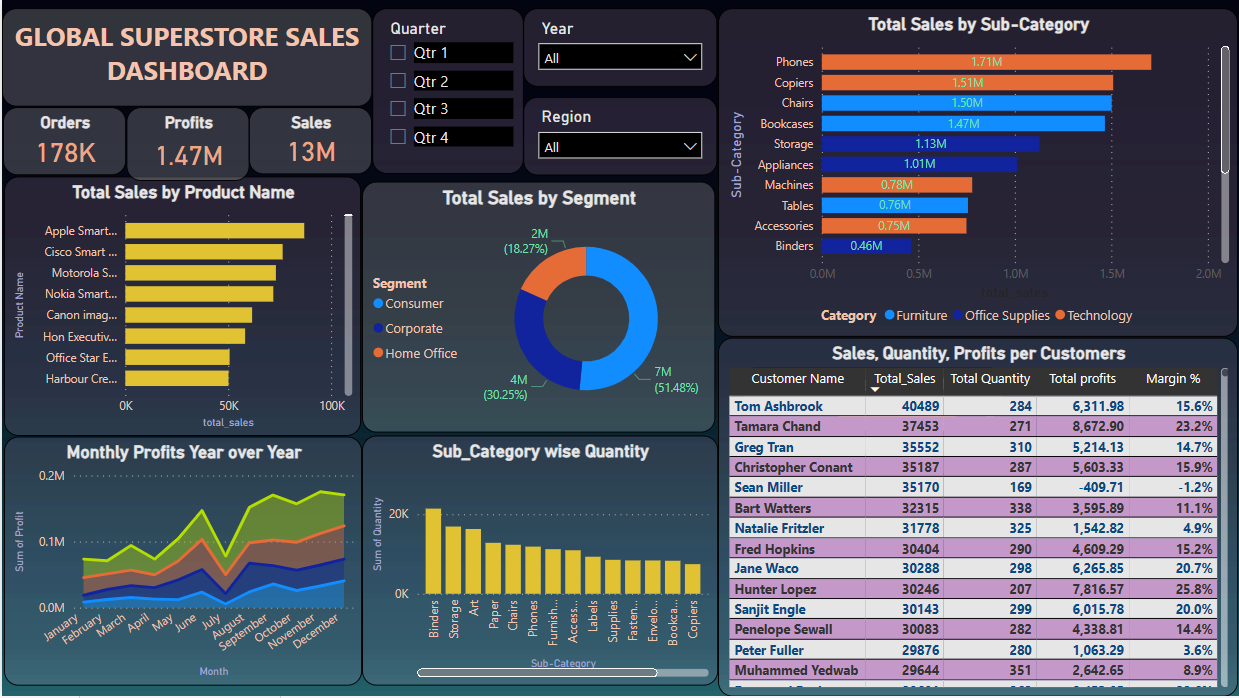 GLOBAL SUPERSTORE SALES
DASHBOARD
Orders
178K
Profits
1.47M
Sales
13M
Quarter
Qtr 1
Qtr 2
Qtr 3
Qtr 4
Year
All
Region
All
Total Sales by Sub-Category
Sub-Category
Phones 1.71M
Copiers 1.51M
Chairs 1.50M
Bookcases 1.47M
Storage 1.13M
Appliances 1.01M
Machines 0.78M
Tables 0.76M
Accessories 0.75M
Binders 0.46M
0.0M 0.5M 1.0M 1.5M 2.0M
total_sales
Category Furniture Office Supplies Technology
Total Sales by Product Name
Product Name
Apple Smart...
Cisco Smart ...
Motorola S...
Nokia Smart...
Canon imag...
Hon Executiv...
Office Star E...
Harbour Cre...
0K 50K 100K
total_sales
Total Sales by Segment
Segment
Consumer
Corporate
Home Office
2M
(18.27%)
7M
(51.48%)
4M
(30.25%)
Monthly Profits Year over Year
Sum of Profit
0.2M
0.1M
0.0M
January February March April May June July August September October November December
Month
Sub_Category wise Quantity
Sum of Quantity
20K
0K
Binders Storage Art Paper Chairs Phones Furnish... Access... Labels Supplies Fasten... Envelo... Bookca... Copiers
Sub-Category
Sales, Quantity, Profits per Customers
Customer Name Total_Sales Total Quantity Total profits Margin %
Tom Ashbrook 40489 284 6,311.98 15.6%
Tamara Chand 37453 271 8,672.90 23.2%
Greg Tran 35552 310 5,214.13 14.7%
Christopher Conant 35187 287 5,603.33 15.9%
Sean Miller 35170 169 -409.71 -1.2%
Bart Watters 32315 338 3,595.89 11.1%
Natalie Fritzler 31778 325 1,542.82 4.9%
Fred Hopkins 30404 290 4,609.29 15.2%
Jane Waco 30288 298 6,265.85 20.7%
Hunter Lopez 30246 207 7,816.57 25.8%
Sanjit Engle 30143 299 6,015.78 20.0%
Penelope Sewall 30083 282 4,338.81 14.4%
Peter Fuller 29876 280 1,063.29 3.6%
Muhammed Yedwab 29644 351 2,642.65 8.9%